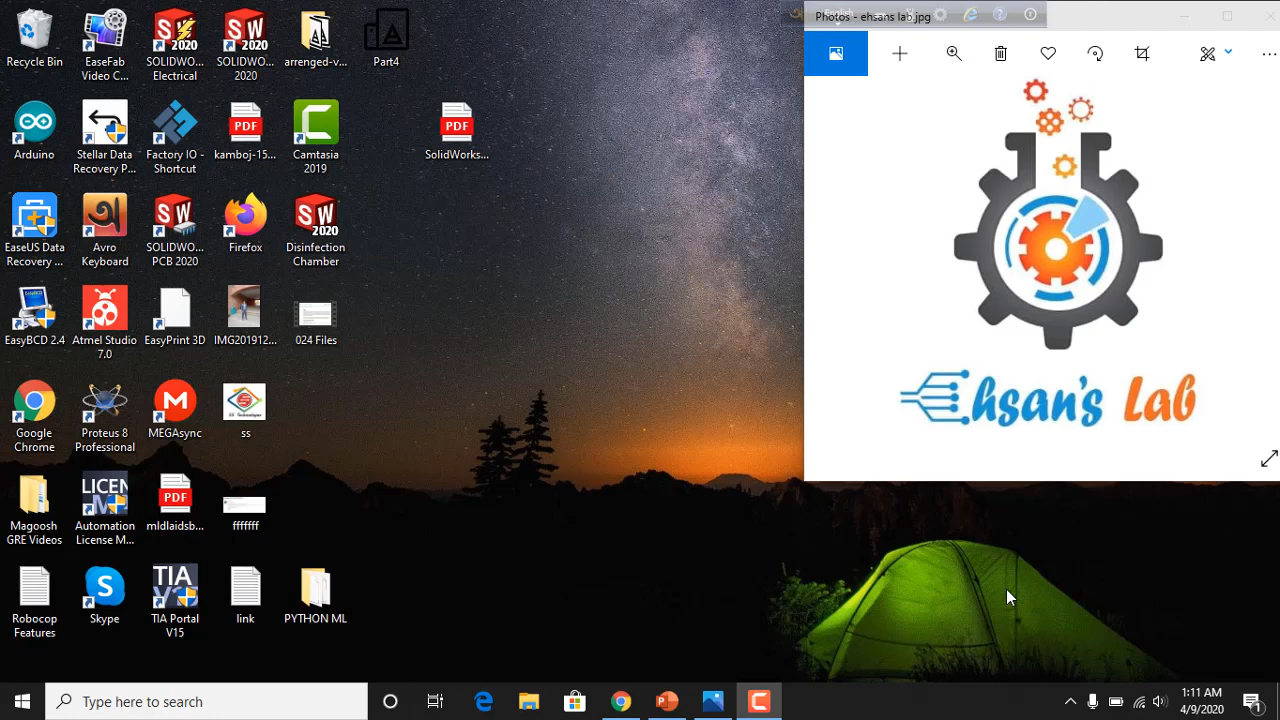 Recycle Bin
EaseFab Video C...
SOLIDWO... Electrical
SOLIDWO... 2020
arrenged-v...
Part4
Arduino
Stellar Data Recovery P...
Factory IO - Shortcut
kamboj-15...
Camtasia 2019
SolidWorks...
EaseUS Data Recovery ...
Avro Keyboard
SOLIDWO... PCB 2020
Firefox
Disinfection Chamber
EasyBCD 2.4
Atmel Studio 7.0
EasyPrint 3D
IMG201912...
024 Files
Google Chrome
Proteus 8 Professional
MEGAsync
ss
Magoosh GRE Videos
Automation License M...
mldlaidsb...
fffffff
Robocop Features
Skype
TIA Portal V15
link
PYTHON ML
Photos - ehsans lab.jpg
English
Ehsan's Lab
Type here to search
1:11 AM
4/9/2020